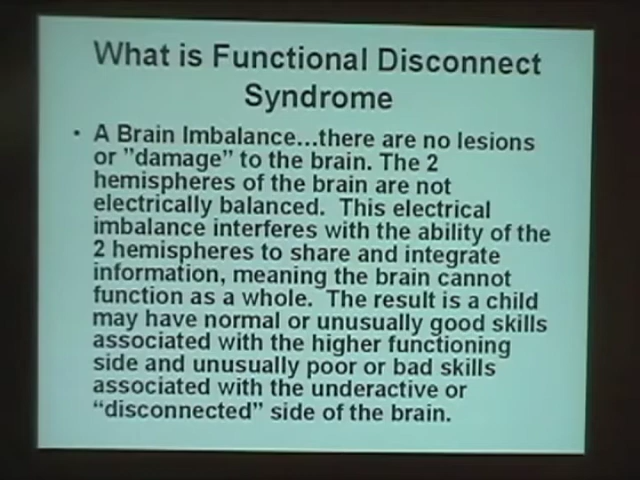 What is Functional Disconnect
Syndrome
• A Brain Imbalance...there are no lesions
or "damage" to the brain. The 2
hemispheres of the brain are not
electrically balanced. This electrical
imbalance interferes with the ability of the
2 hemispheres to share and integrate
information, meaning the brain cannot
function as a whole. The result is a child
may have normal or unusually good skills
associated with the higher functioning
side and unusually poor or bad skills
associated with the underactive or
“disconnected” side of the brain.